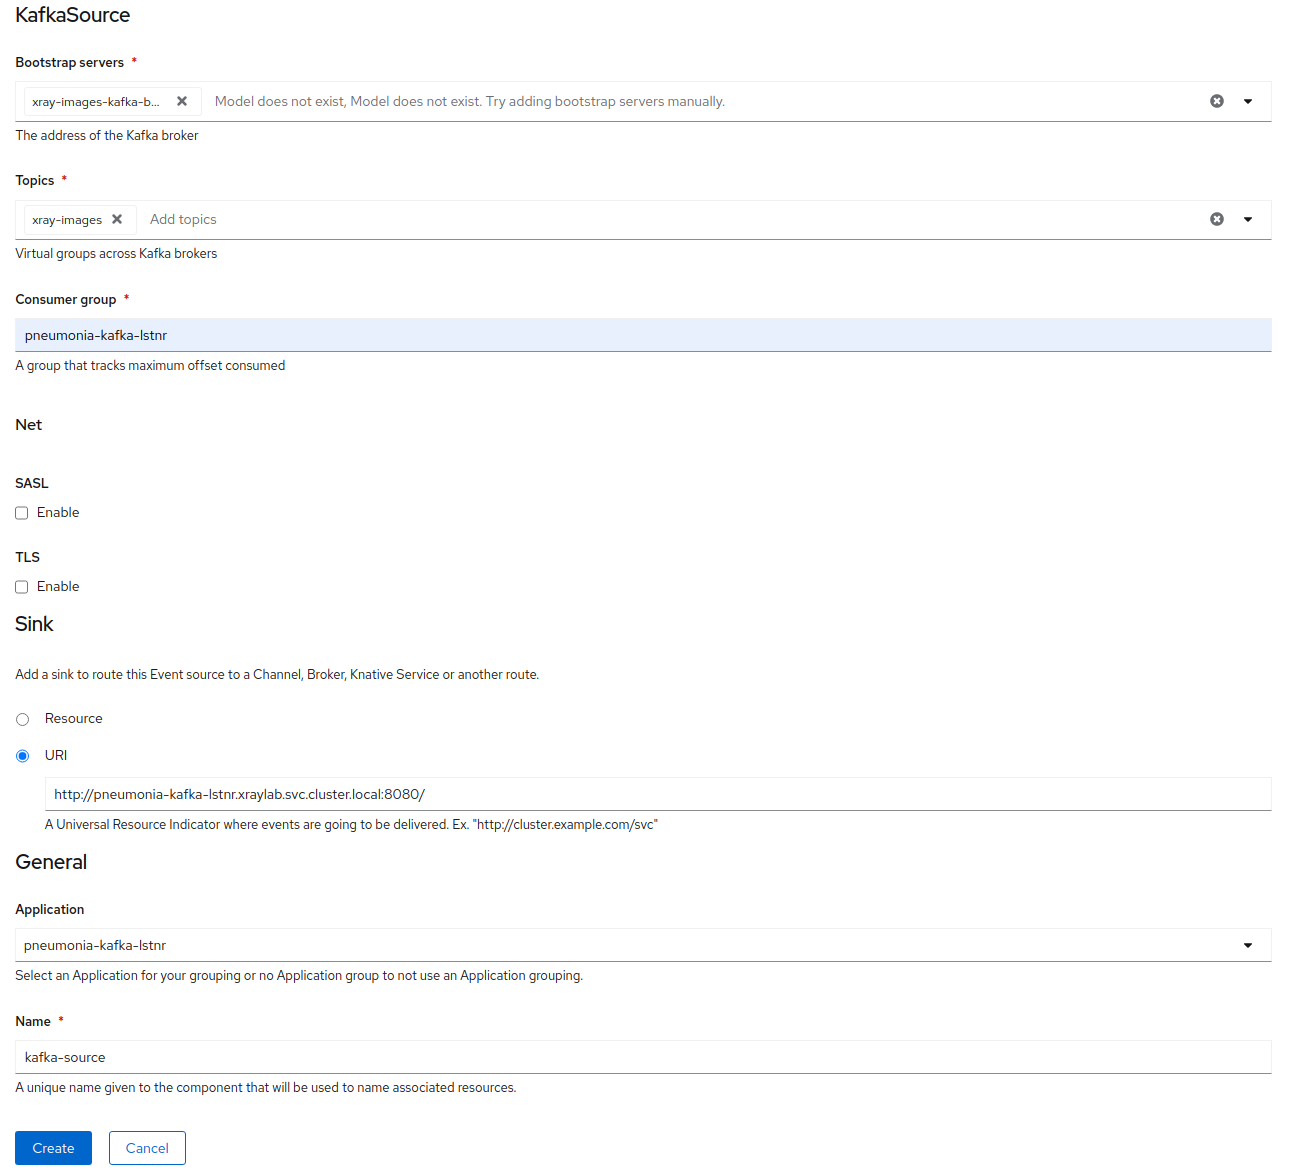 KafkaSource
Bootstrap servers *
xray-images-kafka-b... Model does not exist, Model does not exist. Try adding bootstrap servers manually.
The address of the Kafka broker
Topics *
xray-images Add topics
Virtual groups across Kafka brokers
Consumer group *
pneumonia-kafka-lstnr
A group that tracks maximum offset consumed
Net
SASL
Enable
TLS
Enable
Sink
Add a sink to route this Event source to a Channel, Broker, Knative Service or another route.
Resource
URI
http://pneumonia-kafka-lstnr.xraylab.svc.cluster.local:8080/
A Universal Resource Indicator where events are going to be delivered. Ex. "http://cluster.example.com/svc"
General
Application
pneumonia-kafka-lstnr
Select an Application for your grouping or no Application group to not use an Application grouping.
Name *
kafka-source
A unique name given to the component that will be used to name associated resources.
Create Cancel